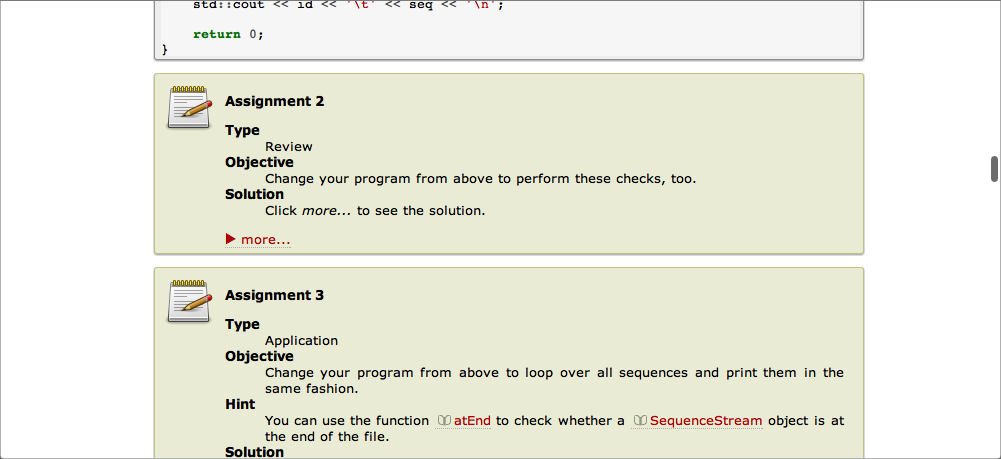 std::cout << id << '\t' << seq << '\n';
return 0;
}
Assignment 2
Type
Review
Objective
Change your program from above to perform these checks, too.
Solution
Click more... to see the solution.
more...
Assignment 3
Type
Application
Objective
Change your program from above to loop over all sequences and print them in the
same fashion.
Hint
You can use the function atEnd to check whether a SequenceStream object is at
the end of the file.
Solution